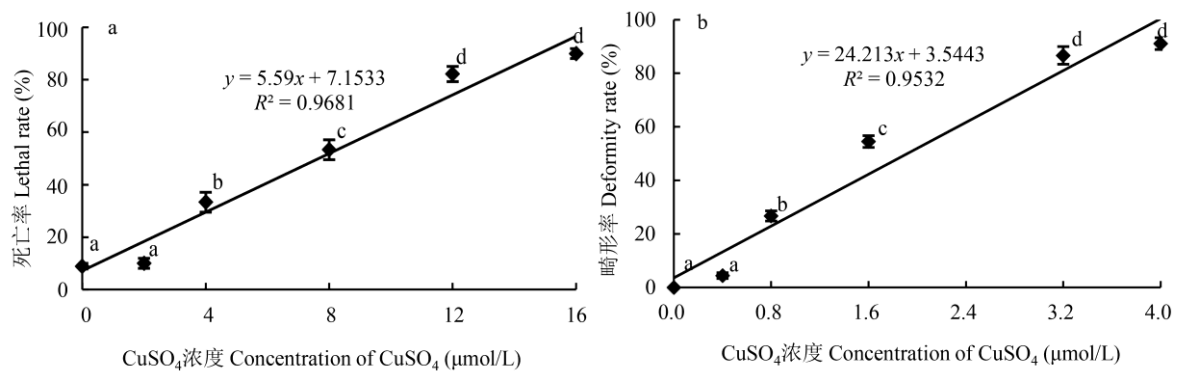 a
死亡率 Lethal rate (%)
100
80
60
40
20
0
y = 5.59x + 7.1533
R² = 0.9681
a
a
b
c
d
d
0 4 8 12 16
CuSO₄浓度 Concentration of CuSO₄ (μmol/L)
b
畸形率 Deformity rate (%)
100
80
60
40
20
0
y = 24.213x + 3.5443
R² = 0.9532
a
a
b
c
d
d
0.0 0.8 1.6 2.4 3.2 4.0
CuSO₄浓度 Concentration of CuSO₄ (μmol/L)